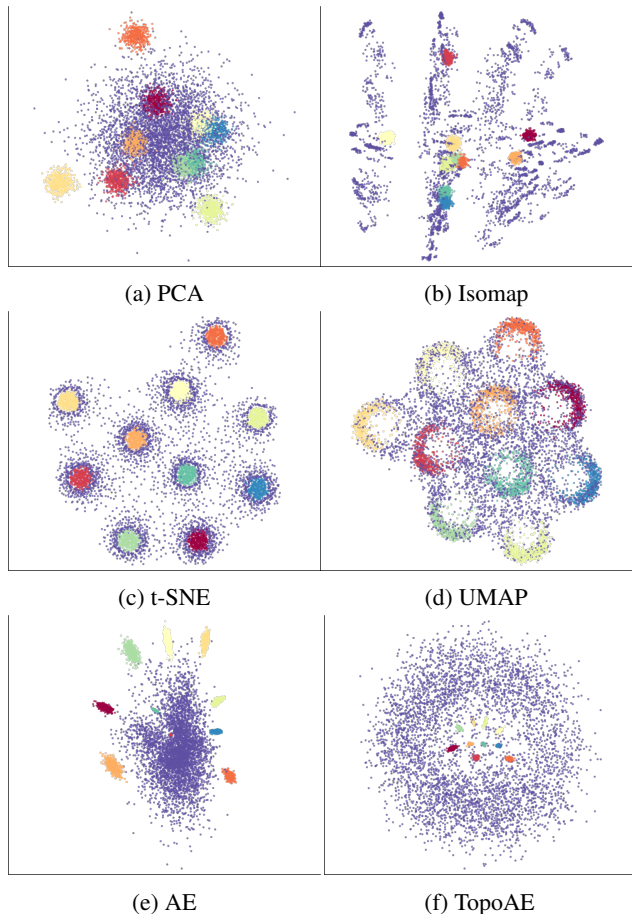 (a) PCA
(b) Isomap
(c) t-SNE
(d) UMAP
(e) AE
(f) TopoAE